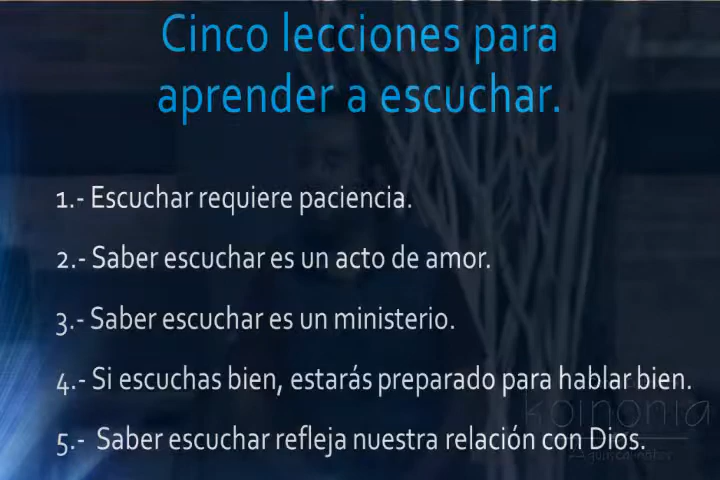 Cinco lecciones para
aprender a escuchar.
1.- Escuchar requiere paciencia.
2.- Saber escuchar es un acto de amor.
3.- Saber escuchar es un ministerio.
4.- Si escuchas bien, estarás preparado para hablar bien.
koinonia
5.- Saber escuchar refleja nuestra relación con Dios.
Aguascalientes